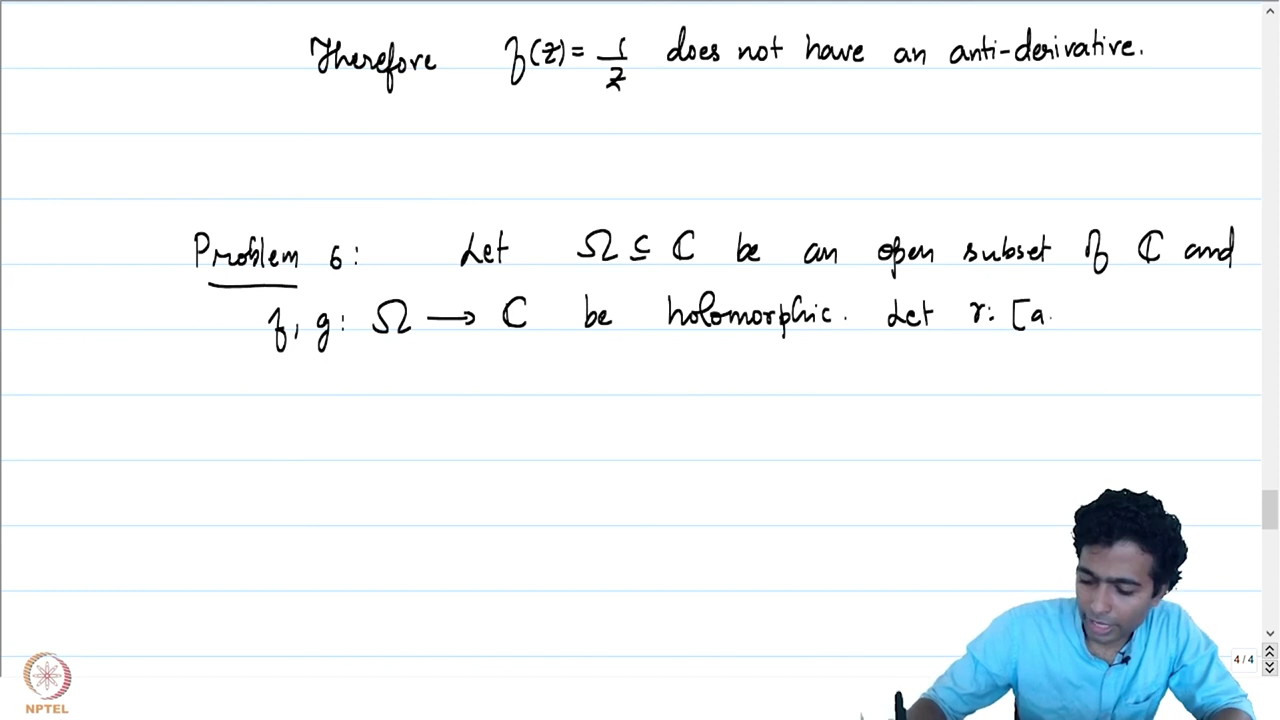 Therefore f(z) = 1/z does not have an anti-derivative.
Problem 6: Let Ω ⊆ ℂ be an open subset of ℂ and
f, g: Ω ⟶ ℂ be holomorphic. Let γ: [a
4 / 4
NPTEL